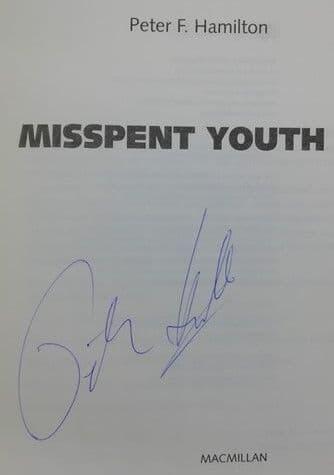 Peter F. Hamilton
MISSPENT YOUTH
MACMILLAN